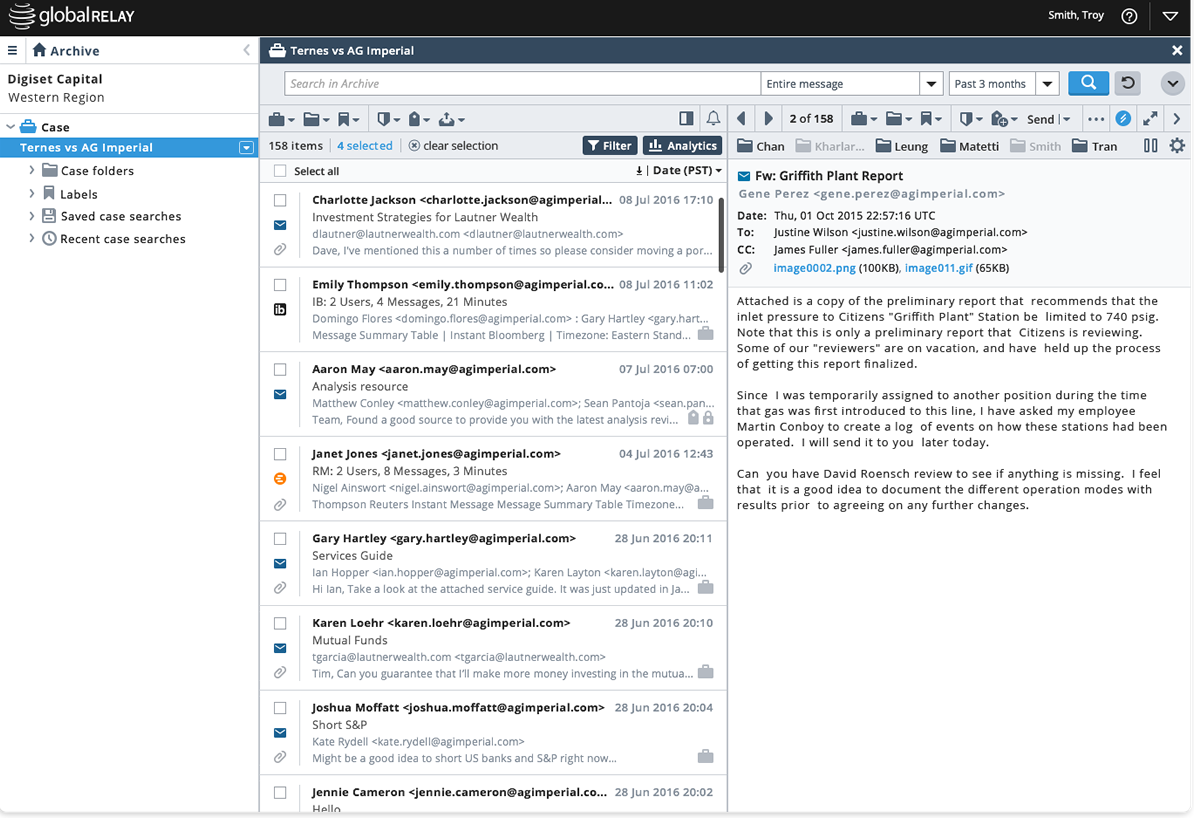 globalRELAY
Smith, Troy
Archive
Digiset Capital
Western Region
Case
Ternes vs AG Imperial
Case folders
Labels
Saved case searches
Recent case searches
Ternes vs AG Imperial
Search in Archive
Entire message
Past 3 months
158 items
4 selected
clear selection
Filter
Analytics
Select all
Date (PST)
Charlotte Jackson <charlotte.jackson@agimperial... 08 Jul 2016 17:10
Investment Strategies for Lautner Wealth
dlautner@lautnerwealth.com <dlautner@lautnerwealth.com>
Dave, I've mentioned this a number of times so please consider moving a por...
Emily Thompson <emily.thompson@agimperial.co... 08 Jul 2016 11:02
IB: 2 Users, 4 Messages, 21 Minutes
Domingo Flores <domingo.flores@agimperial.com> : Gary Hartley <gary.hart...
Message Summary Table | Instant Bloomberg | Timezone: Eastern Stand...
Aaron May <aaron.may@agimperial.com> 07 Jul 2016 07:00
Analysis resource
Matthew Conley <matthew.conley@agimperial.com>; Sean Pantoja <sean.pan...
Team, Found a good source to provide you with the latest analysis revi...
Janet Jones <janet.jones@agimperial.com> 04 Jul 2016 12:43
RM: 2 Users, 8 Messages, 3 Minutes
Nigel Ainswort <nigel.ainswort@agimperial.com>; Aaron May <aaron.may@a...
Thompson Reuters Instant Message Message Summary Table Timezone...
Gary Hartley <gary.hartley@agimperial.com> 28 Jun 2016 20:11
Services Guide
Ian Hopper <ian.hopper@agimperial.com>; Karen Layton <karen.layton@agi...
Hi Ian, Take a look at the attached service guide. It was just updated in Ja...
Karen Loehr <karen.loehr@agimperial.com> 28 Jun 2016 20:10
Mutual Funds
tgarcia@lautnerwealth.com <tgarcia@lautnerwealth.com>
Tim, Can you guarantee that I'll make more money investing in the mutua...
Joshua Moffatt <joshua.moffatt@agimperial.com> 28 Jun 2016 20:04
Short S&P
Kate Rydell <kate.rydell@agimperial.com>
Might be a good idea to short US banks and S&P right now...
Jennie Cameron <jennie.cameron@agimperial.co... 28 Jun 2016 20:02
Hello
2 of 158
Send
Chan
Kharlar...
Leung
Matetti
Smith
Tran
Fw: Griffith Plant Report
Gene Perez <gene.perez@agimperial.com>
Date: Thu, 01 Oct 2015 22:57:16 UTC
To: Justine Wilson <justine.wilson@agimperial.com>
CC: James Fuller <james.fuller@agimperial.com>
image0002.png (100KB), image011.gif (65KB)
Attached is a copy of the preliminary report that recommends that the
inlet pressure to Citizens "Griffith Plant" Station be limited to 740 psig.
Note that this is only a preliminary report that Citizens is reviewing.
Some of our "reviewers" are on vacation, and have held up the process
of getting this report finalized.
Since I was temporarily assigned to another position during the time
that gas was first introduced to this line, I have asked my employee
Martin Conboy to create a log of events on how these stations had been
operated. I will send it to you later today.
Can you have David Roensch review to see if anything is missing. I feel
that it is a good idea to document the different operation modes with
results prior to agreeing on any further changes.